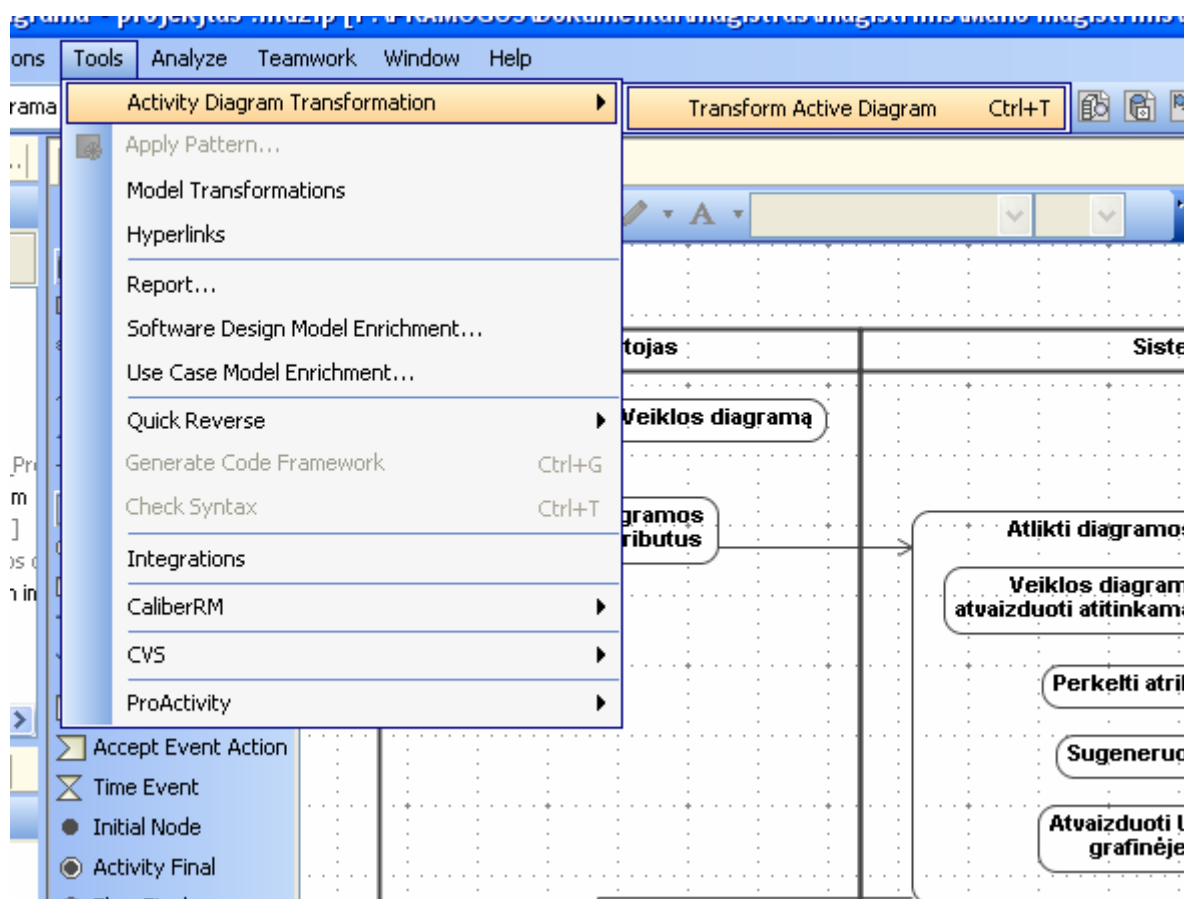 ons Tools Analyze Teamwork Window Help
rama
Activity Diagram Transformation
Transform Active Diagram Ctrl+T
Apply Pattern...
Model Transformations
Hyperlinks
Report...
Software Design Model Enrichment...
Use Case Model Enrichment...
Quick Reverse
Generate Code Framework Ctrl+G
Check Syntax Ctrl+T
Integrations
CaliberRM
CVS
ProActivity
Accept Event Action
Time Event
Initial Node
Activity Final
tojas
Siste
Veiklos diagramą
gramos
ributus
Atlikti diagramos
Veiklos diagram
atvaizduoti atitinkam
Perkelti atri
Sugeneruo
Atvaizduoti U
grafinėje